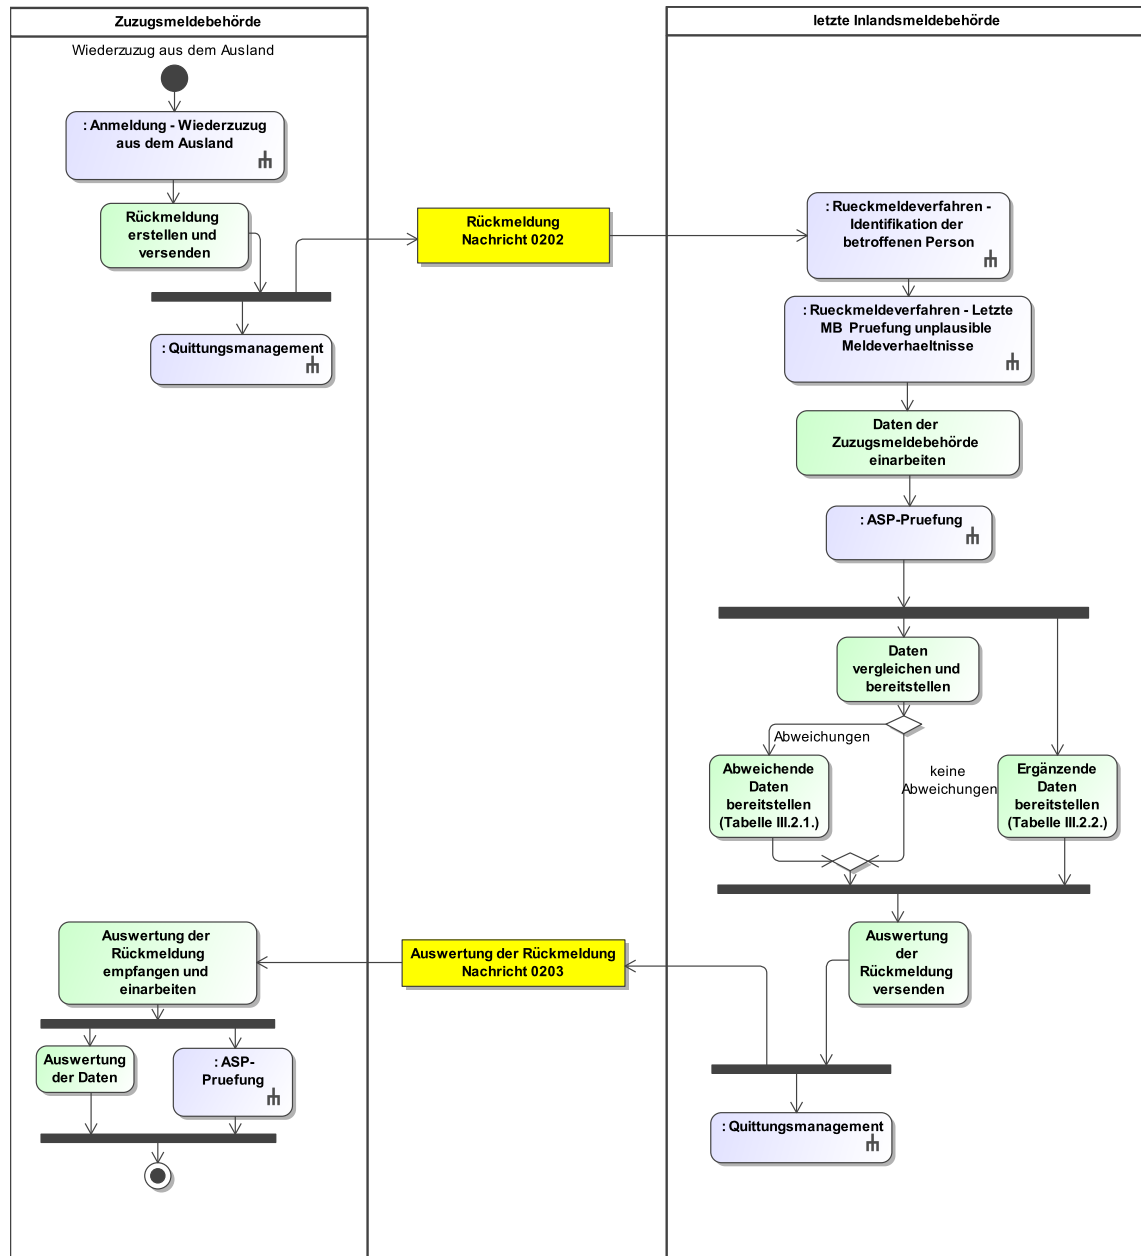 Zuzugsmeldebehörde
letzte Inlandsmeldebehörde
Wiederzuzug aus dem Ausland
: Anmeldung - Wiederzuzug
aus dem Ausland
Rückmeldung
erstellen und
versenden
: Quittungsmanagement
Rückmeldung
Nachricht 0202
: Rueckmeldeverfahren -
Identifikation der
betroffenen Person
: Rueckmeldeverfahren - Letzte
MB Pruefung unplausible
Meldeverhaeltnisse
Daten der
Zuzugsmeldebehörde
einarbeiten
: ASP-Pruefung
Daten
vergleichen und
bereitstellen
Abweichungen
keine
Abweichungen
Abweichende
Daten
bereitstellen
(Tabelle III.2.1.)
Ergänzende
Daten
bereitstellen
(Tabelle III.2.2.)
Auswertung
der
Rückmeldung
versenden
: Quittungsmanagement
Auswertung der Rückmeldung
Nachricht 0203
Auswertung der
Rückmeldung
empfangen und
einarbeiten
Auswertung
der Daten
: ASP-
Pruefung